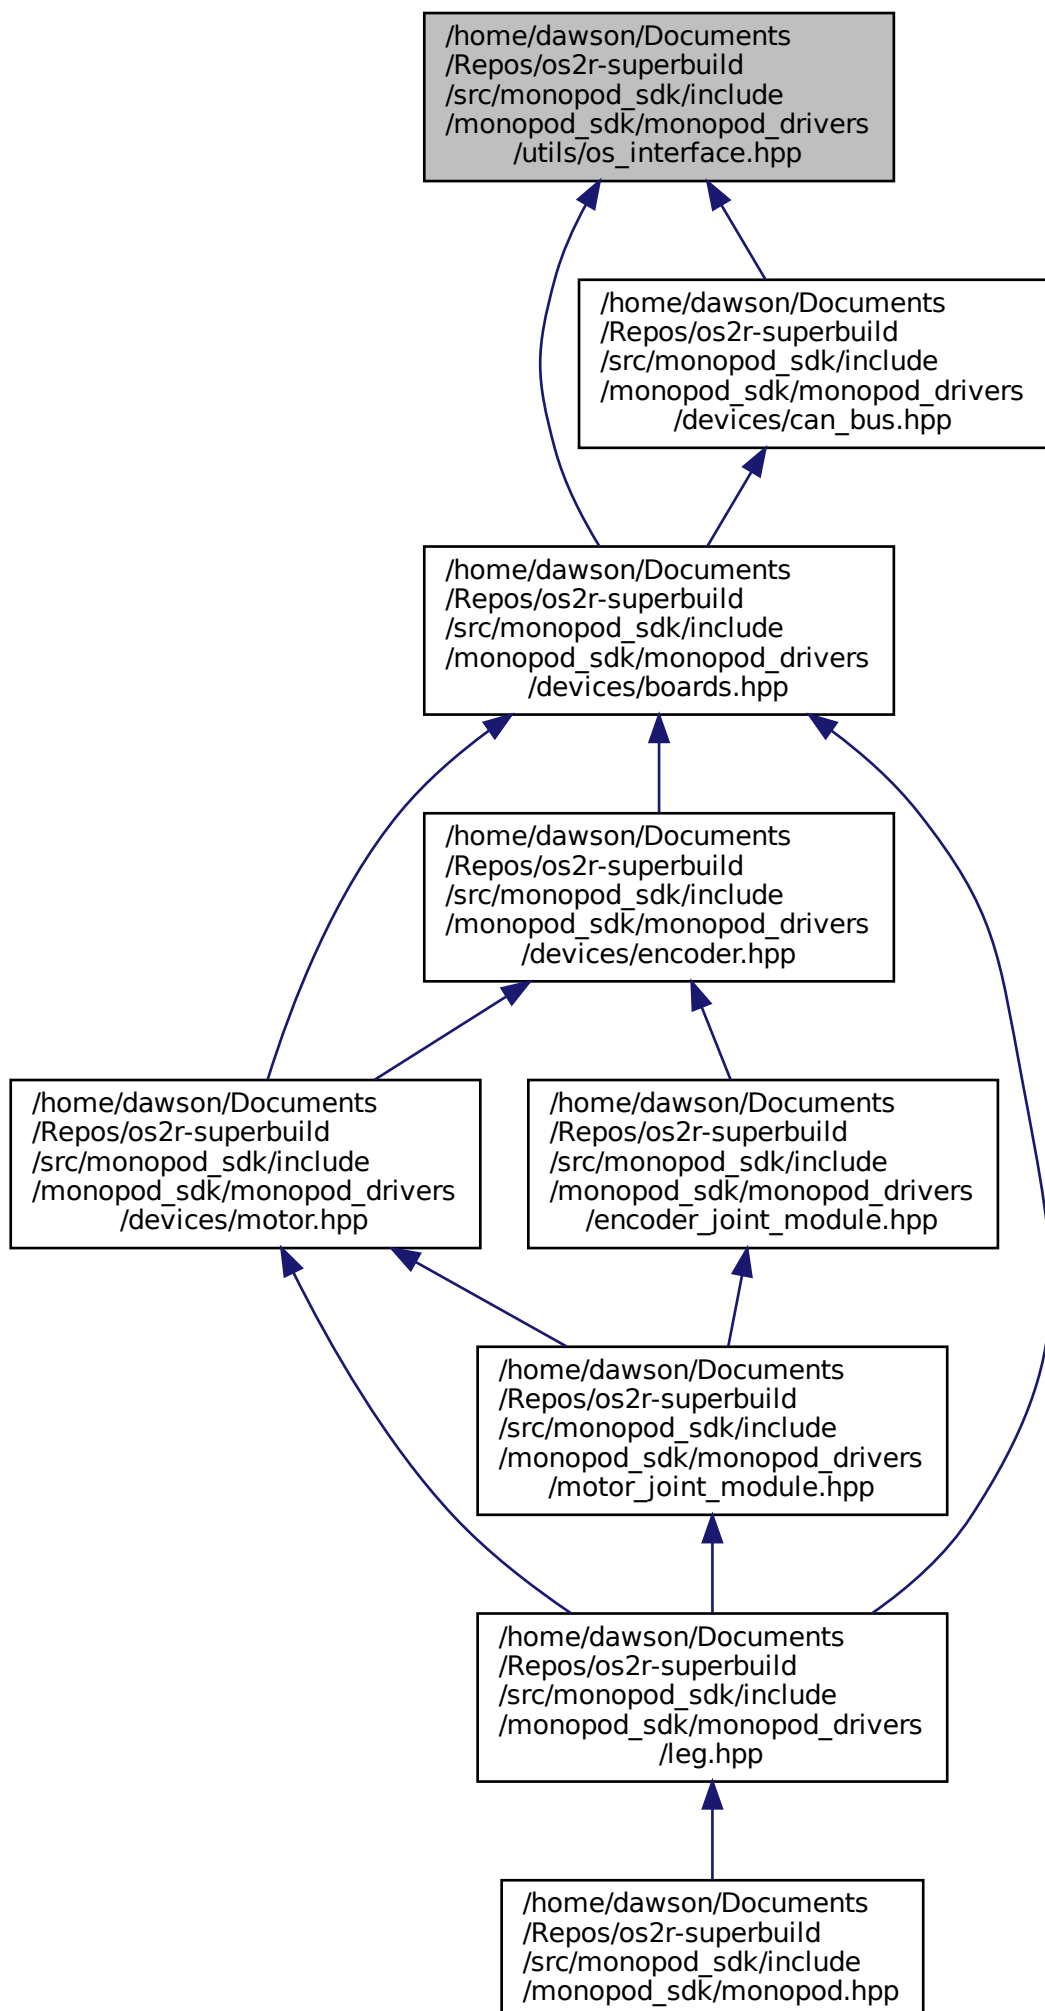 /home/dawson/Documents
/Repos/os2r-superbuild
/src/monopod_sdk/include
/monopod_sdk/monopod_drivers
/utils/os_interface.hpp
/home/dawson/Documents
/Repos/os2r-superbuild
/src/monopod_sdk/include
/monopod_sdk/monopod_drivers
/devices/can_bus.hpp
/home/dawson/Documents
/Repos/os2r-superbuild
/src/monopod_sdk/include
/monopod_sdk/monopod_drivers
/devices/boards.hpp
/home/dawson/Documents
/Repos/os2r-superbuild
/src/monopod_sdk/include
/monopod_sdk/monopod_drivers
/devices/encoder.hpp
/home/dawson/Documents
/Repos/os2r-superbuild
/src/monopod_sdk/include
/monopod_sdk/monopod_drivers
/devices/motor.hpp
/home/dawson/Documents
/Repos/os2r-superbuild
/src/monopod_sdk/include
/monopod_sdk/monopod_drivers
/encoder_joint_module.hpp
/home/dawson/Documents
/Repos/os2r-superbuild
/src/monopod_sdk/include
/monopod_sdk/monopod_drivers
/motor_joint_module.hpp
/home/dawson/Documents
/Repos/os2r-superbuild
/src/monopod_sdk/include
/monopod_sdk/monopod_drivers
/leg.hpp
/home/dawson/Documents
/Repos/os2r-superbuild
/src/monopod_sdk/include
/monopod_sdk/monopod.hpp